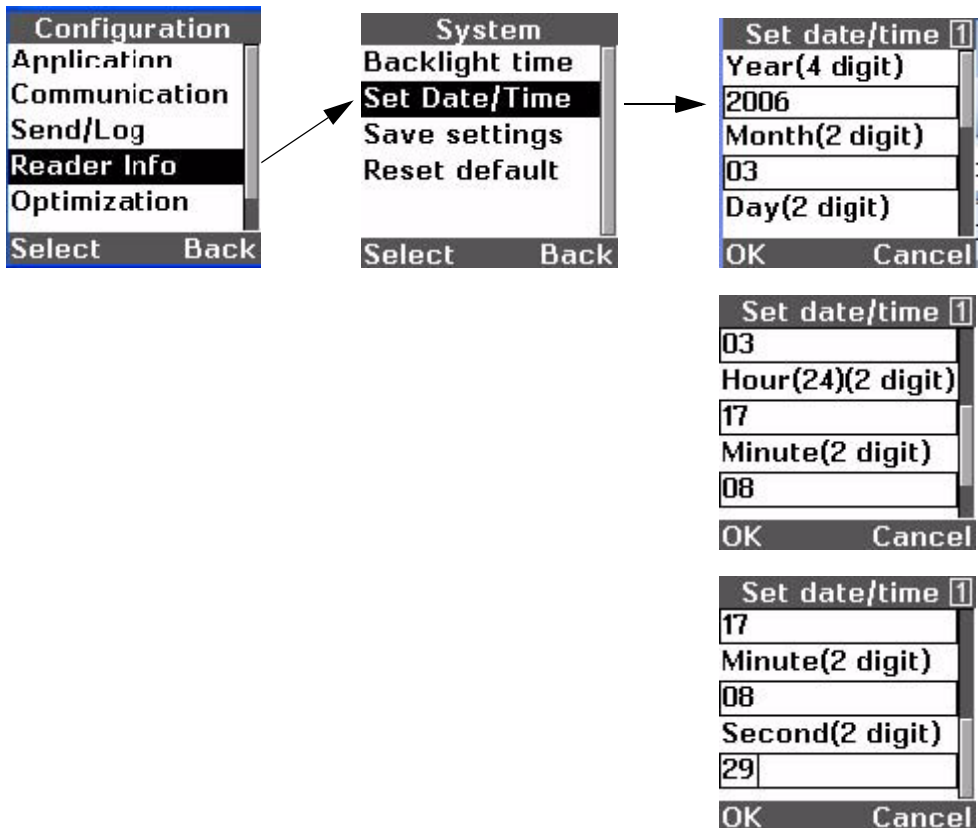 Configuration
Application
Communication
Send/Log
Reader Info
Optimization
Select Back
System
Backlight time
Set Date/Time
Save settings
Reset default
Select Back
Set date/time 1
Year(4 digit)
2006
Month(2 digit)
03
Day(2 digit)
OK Cancel
Set date/time 1
03
Hour(24)(2 digit)
17
Minute(2 digit)
08
OK Cancel
Set date/time 1
17
Minute(2 digit)
08
Second(2 digit)
29
OK Cancel